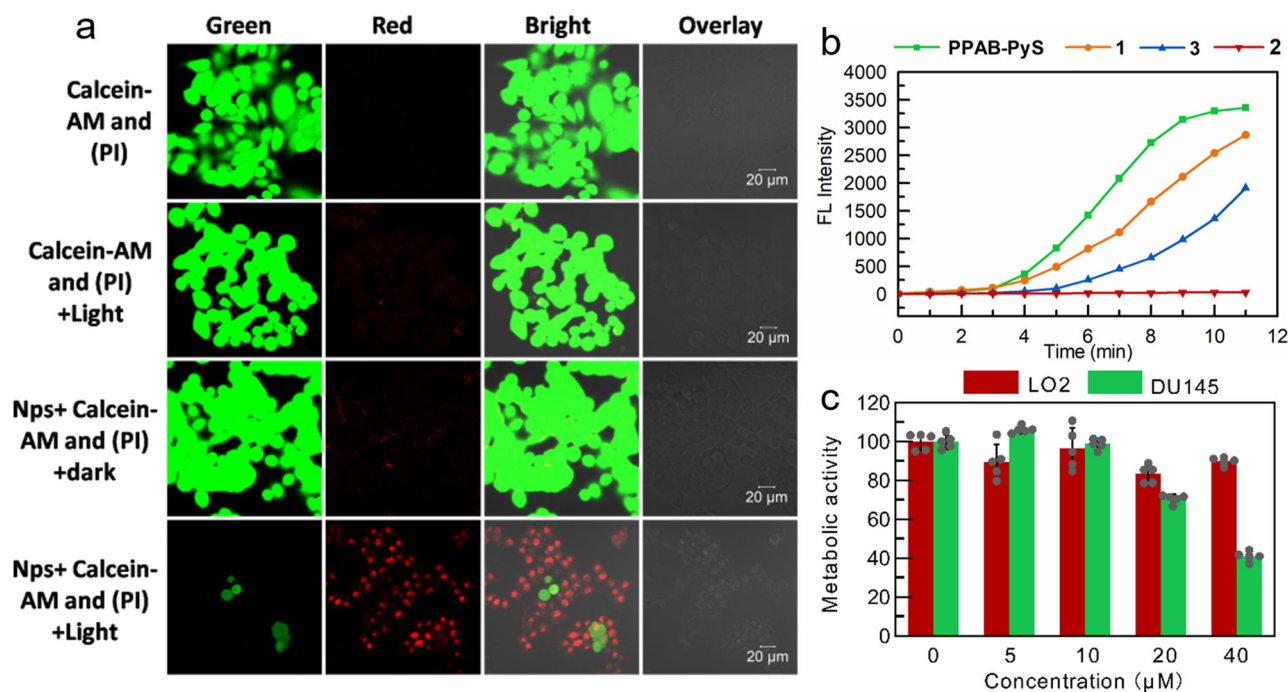 a
Green Red Bright Overlay
Calcein-
AM and
(PI)
20 µm
Calcein-AM
and (PI)
+Light
20 µm
Nps+ Calcein-
AM and (PI)
+dark
20 µm
Nps+ Calcein-
AM and (PI)
+Light
20 µm
b
PPAB-PyS 1 3 2
FL Intensity
4000
3500
3000
2500
2000
1500
1000
500
0
0 2 4 6 8 10 12
Time (min)
c
LO2 DU145
Metabolic activity
120
100
80
60
40
20
0
0 5 10 20 40
Concentration (µM)